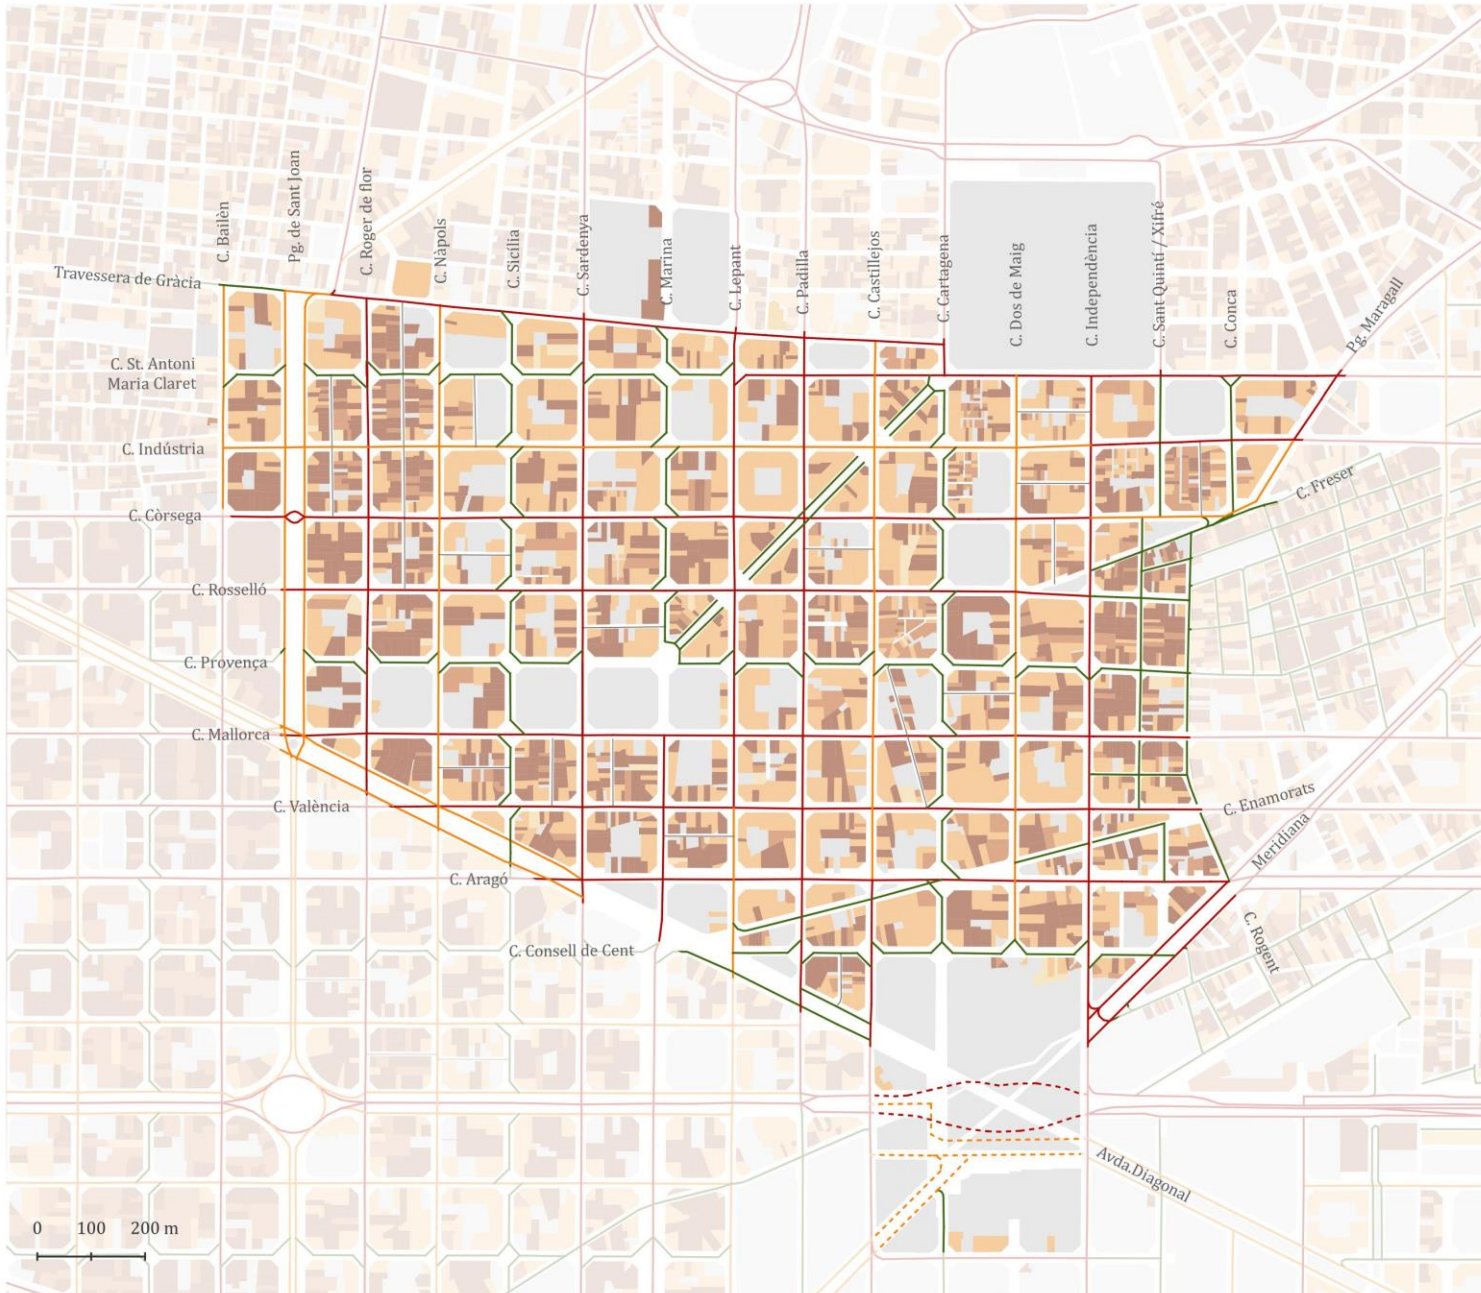 C. Bailèn
Pg. de Sant Joan
C. Roger de flor
C. Nàpols
C. Sicília
C. Sardenya
C. Marina
C. Lepant
C. Padilla
C. Castillejos
C. Cartagena
C. Dos de Maig
C. Independència
C. Sant Quintí / Xifré
C. Conca
Pg. Maragall
Travessera de Gràcia
C. St. Antoni
Maria Claret
C. Indústria
C. Freser
C. Còrsega
C. Rosselló
C. Provença
C. Mallorca
C. València
C. Enamorats
Meridiana
C. Aragó
C. Rogent
C. Consell de Cent
Avda.Diagonal
0 100 200 m